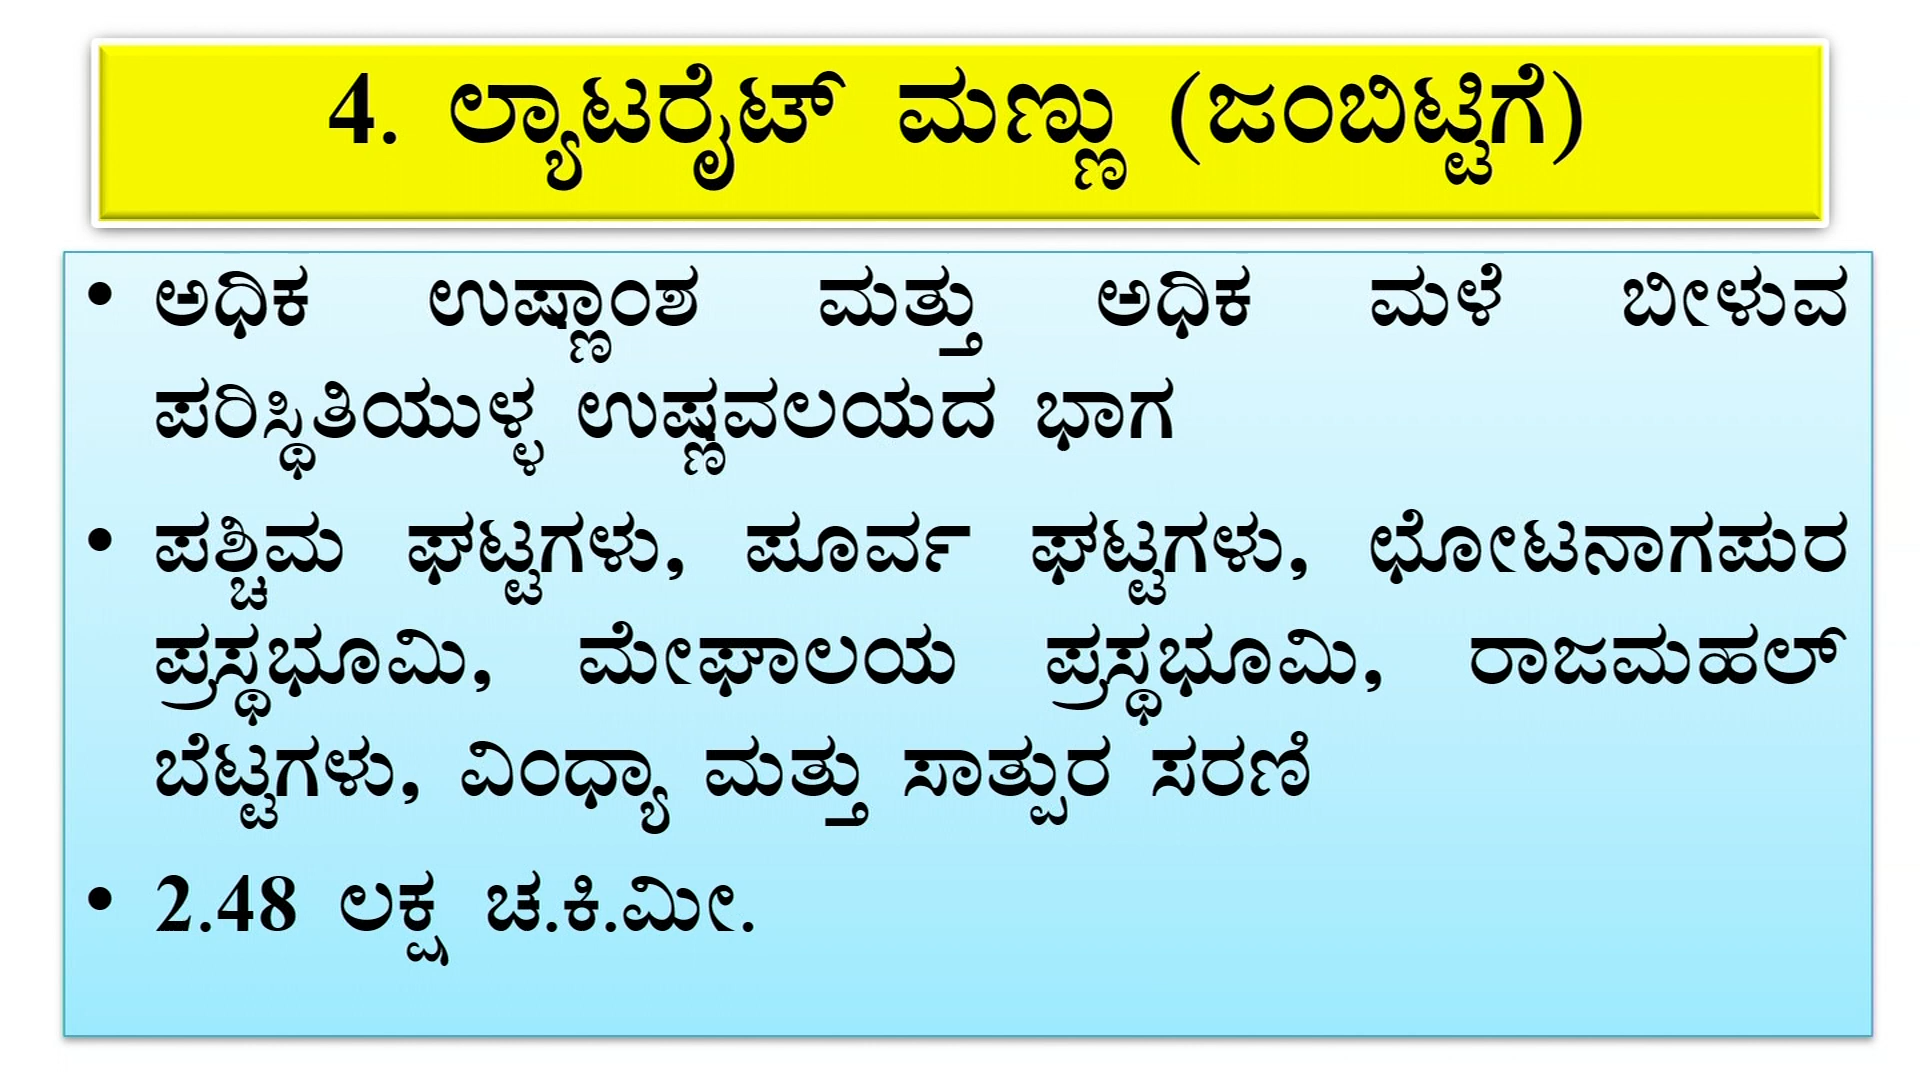 4. ಲ್ಯಾಟರೈಟ್ ಮಣ್ಣು (ಜಂಬಿಟ್ಟಿಗೆ)
• ಅಧಿಕ ಉಷ್ಣಾಂಶ ಮತ್ತು ಅಧಿಕ ಮಳೆ ಬೀಳುವ
ಪರಿಸ್ಥಿತಿಯುಳ್ಳ ಉಷ್ಣವಲಯದ ಭಾಗ
• ಪಶ್ಚಿಮ ಘಟ್ಟಗಳು, ಪೂರ್ವ ಘಟ್ಟಗಳು, ಛೋಟನಾಗಪುರ
ಪ್ರಸ್ಥಭೂಮಿ, ಮೇಘಾಲಯ ಪ್ರಸ್ಥಭೂಮಿ, ರಾಜಮಹಲ್
ಬೆಟ್ಟಗಳು, ವಿಂಧ್ಯಾ ಮತ್ತು ಸಾತ್ಪುರ ಸರಣಿ
• 2.48 ಲಕ್ಷ ಚ.ಕಿ.ಮೀ.